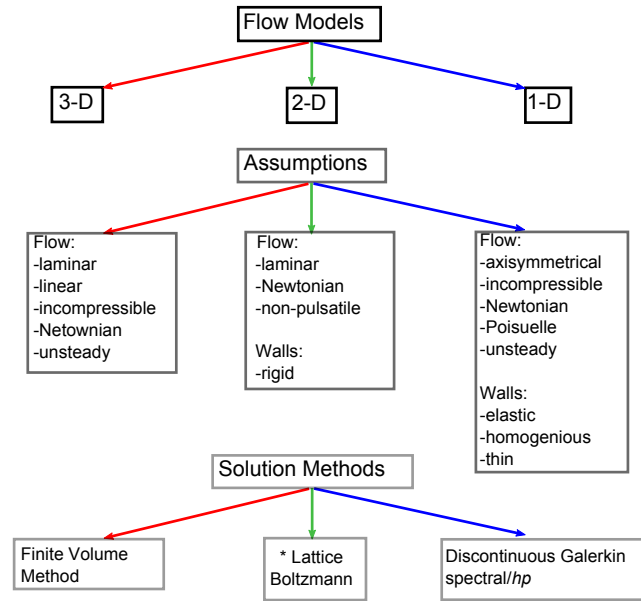 Flow Models
3-D
2-D
1-D
Assumptions
Flow:
-laminar
-linear
-incompressible
-Netownian
-unsteady
Flow:
-laminar
-Newtonian
-non-pulsatile
Walls:
-rigid
Flow:
-axisymmetrical
-incompressible
-Newtonian
-Poisuelle
-unsteady
Walls:
-elastic
-homogenious
-thin
Solution Methods
Finite Volume
Method
* Lattice
Boltzmann
Discontinuous Galerkin
spectral/hp